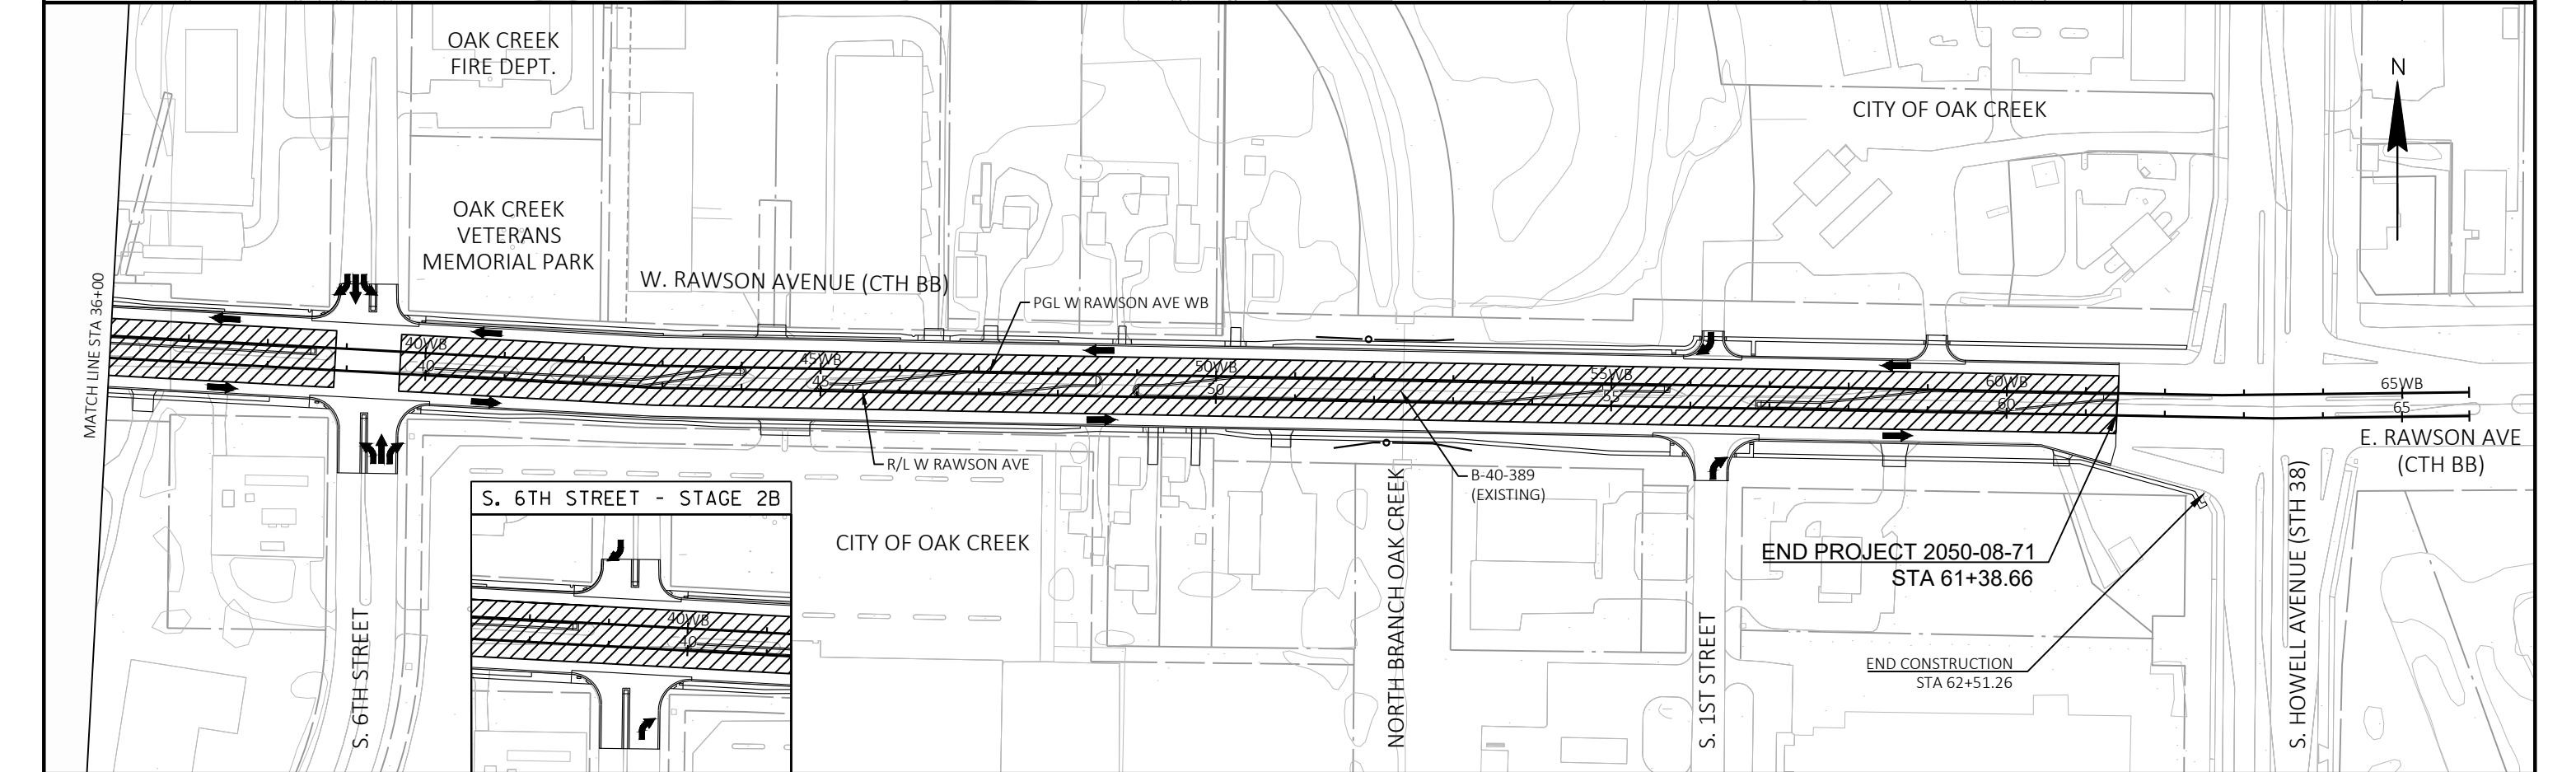 OAK CREEK
FIRE DEPT.
CITY OF OAK CREEK
N
OAK CREEK
VETERANS
MEMORIAL PARK
W. RAWSON AVENUE (CTH BB)
PGL W RAWSON AVE WB
MATCH LINE STA 36+00
40WB
40
45WB
45
50WB
50
55WB
55
60WB
60
65WB
65
E. RAWSON AVE
(CTH BB)
R/L W RAWSON AVE
B-40-389
(EXISTING)
S. 6TH STREET - STAGE 2B
40WB
40
CITY OF OAK CREEK
END PROJECT 2050-08-71
STA 61+38.66
END CONSTRUCTION
STA 62+51.26
S. 6TH STREET
NORTH BRANCH OAK CREEK
S. 1ST STREET
S. HOWELL AVENUE (STH 38)